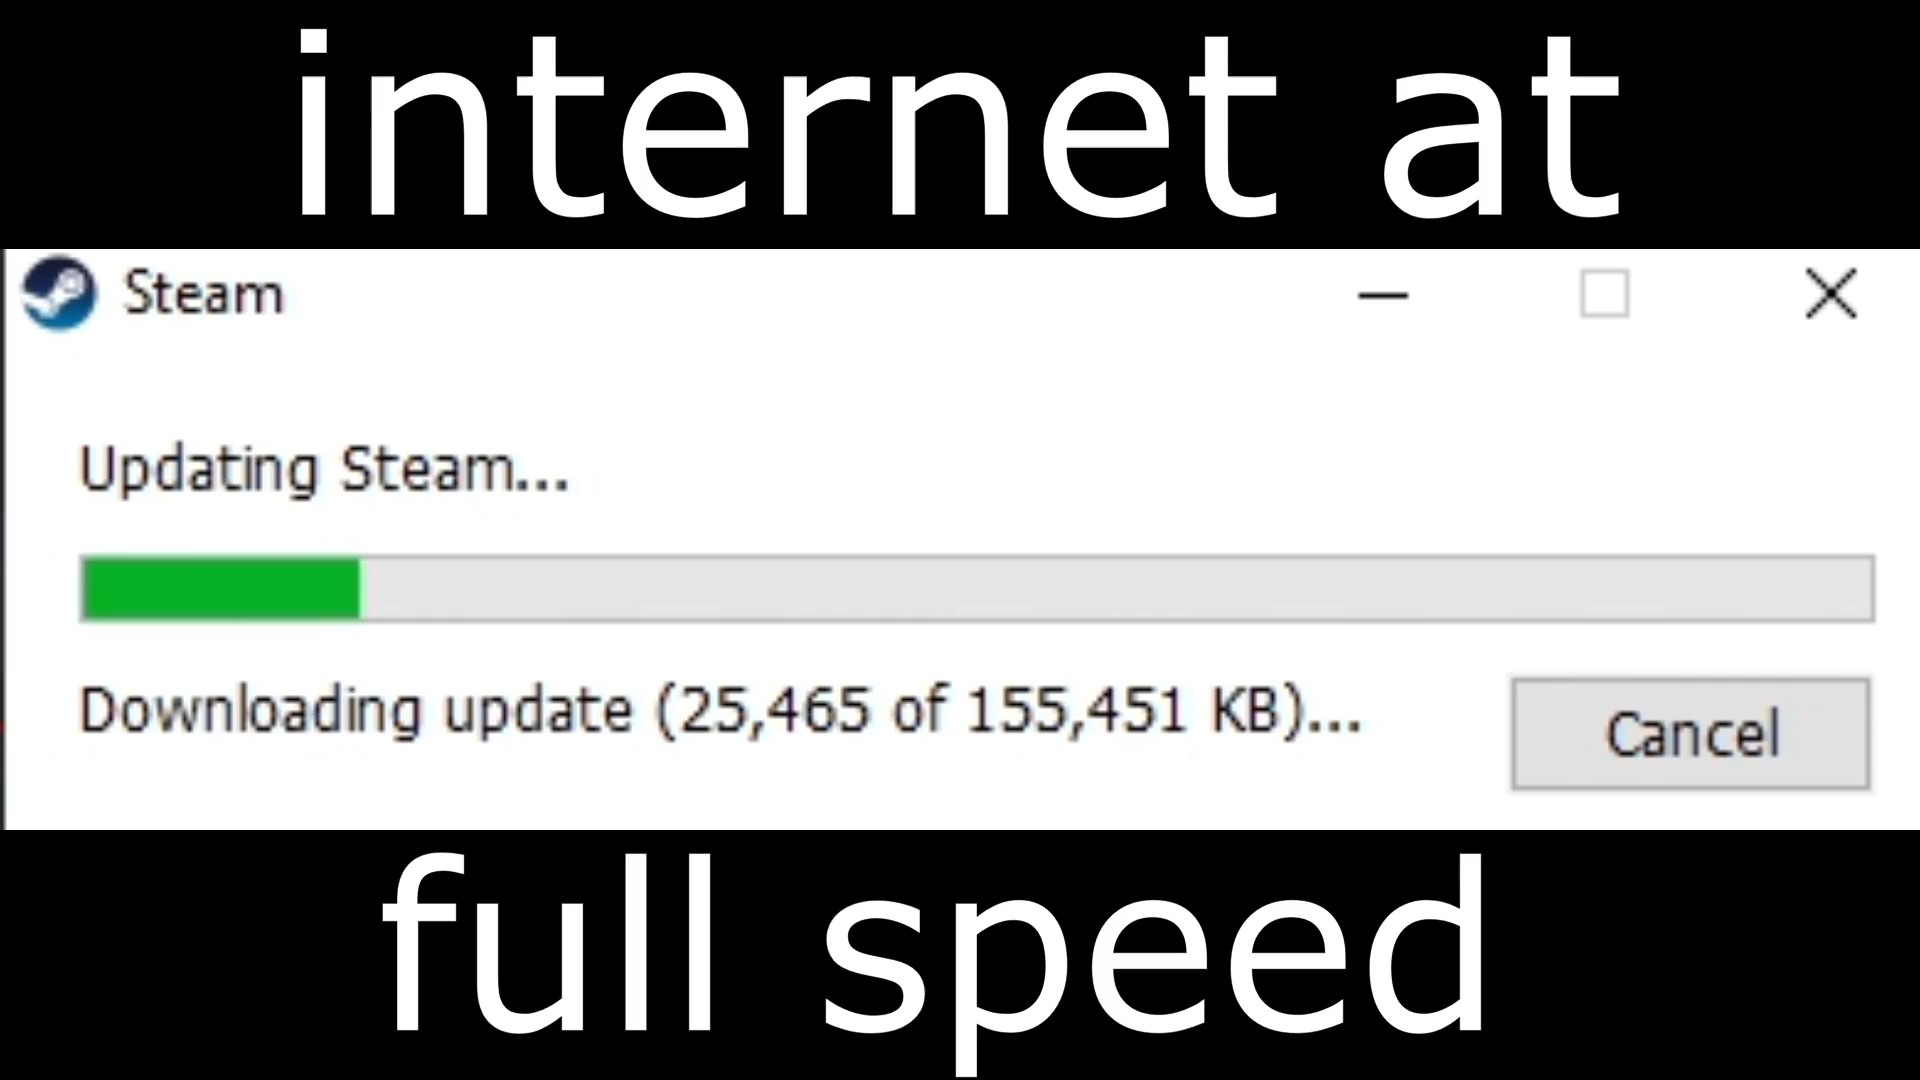 internet at
Steam
Updating Steam...
Downloading update (25,465 of 155,451 KB)...
Cancel
full speed